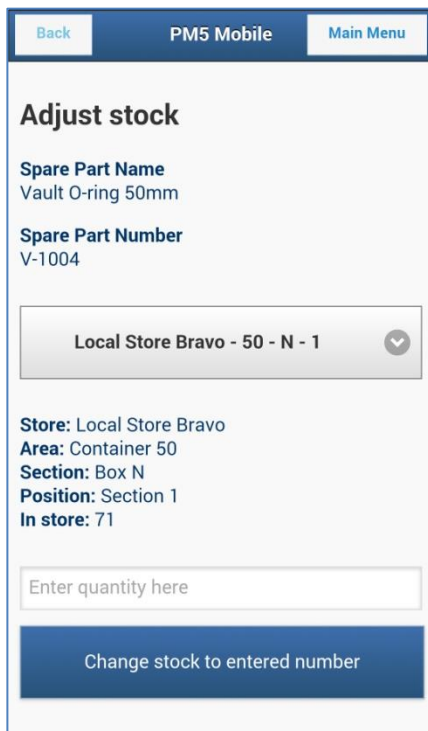 Back PM5 Mobile Main Menu
Adjust stock
Spare Part Name
Vault O-ring 50mm
Spare Part Number
V-1004
Local Store Bravo - 50 - N - 1
Store: Local Store Bravo
Area: Container 50
Section: Box N
Position: Section 1
In store: 71
Enter quantity here
Change stock to entered number